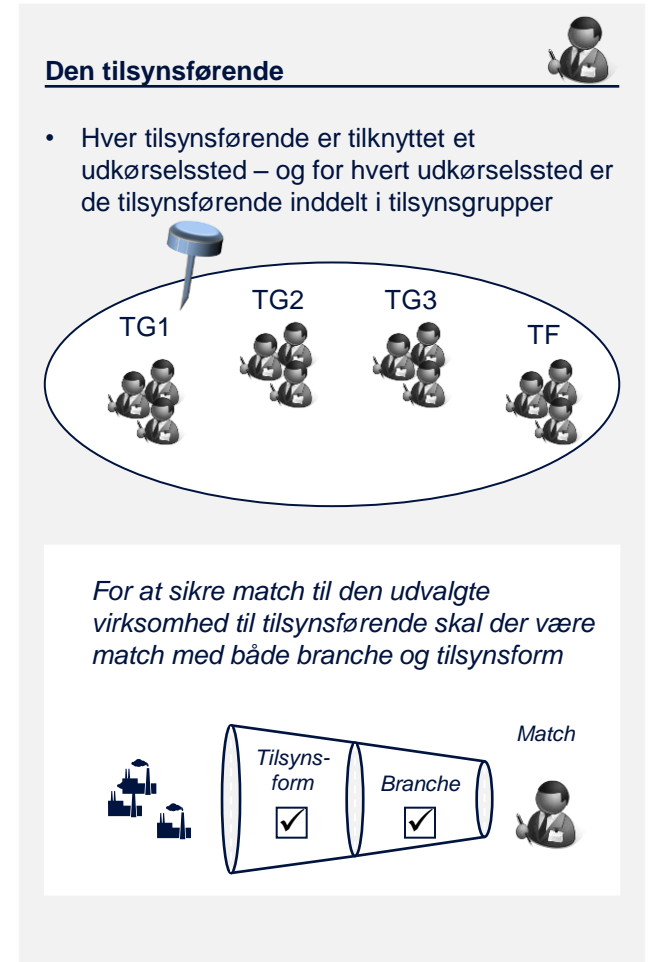 Den tilsynsførende
• Hver tilsynsførende er tilknyttet et
udkørselssted – og for hvert udkørselssted er
de tilsynsførende inddelt i tilsynsgrupper
TG1
TG2
TG3
TF
For at sikre match til den udvalgte
virksomhed til tilsynsførende skal der være
match med både branche og tilsynsform
Tilsyns-
form
Branche
Match